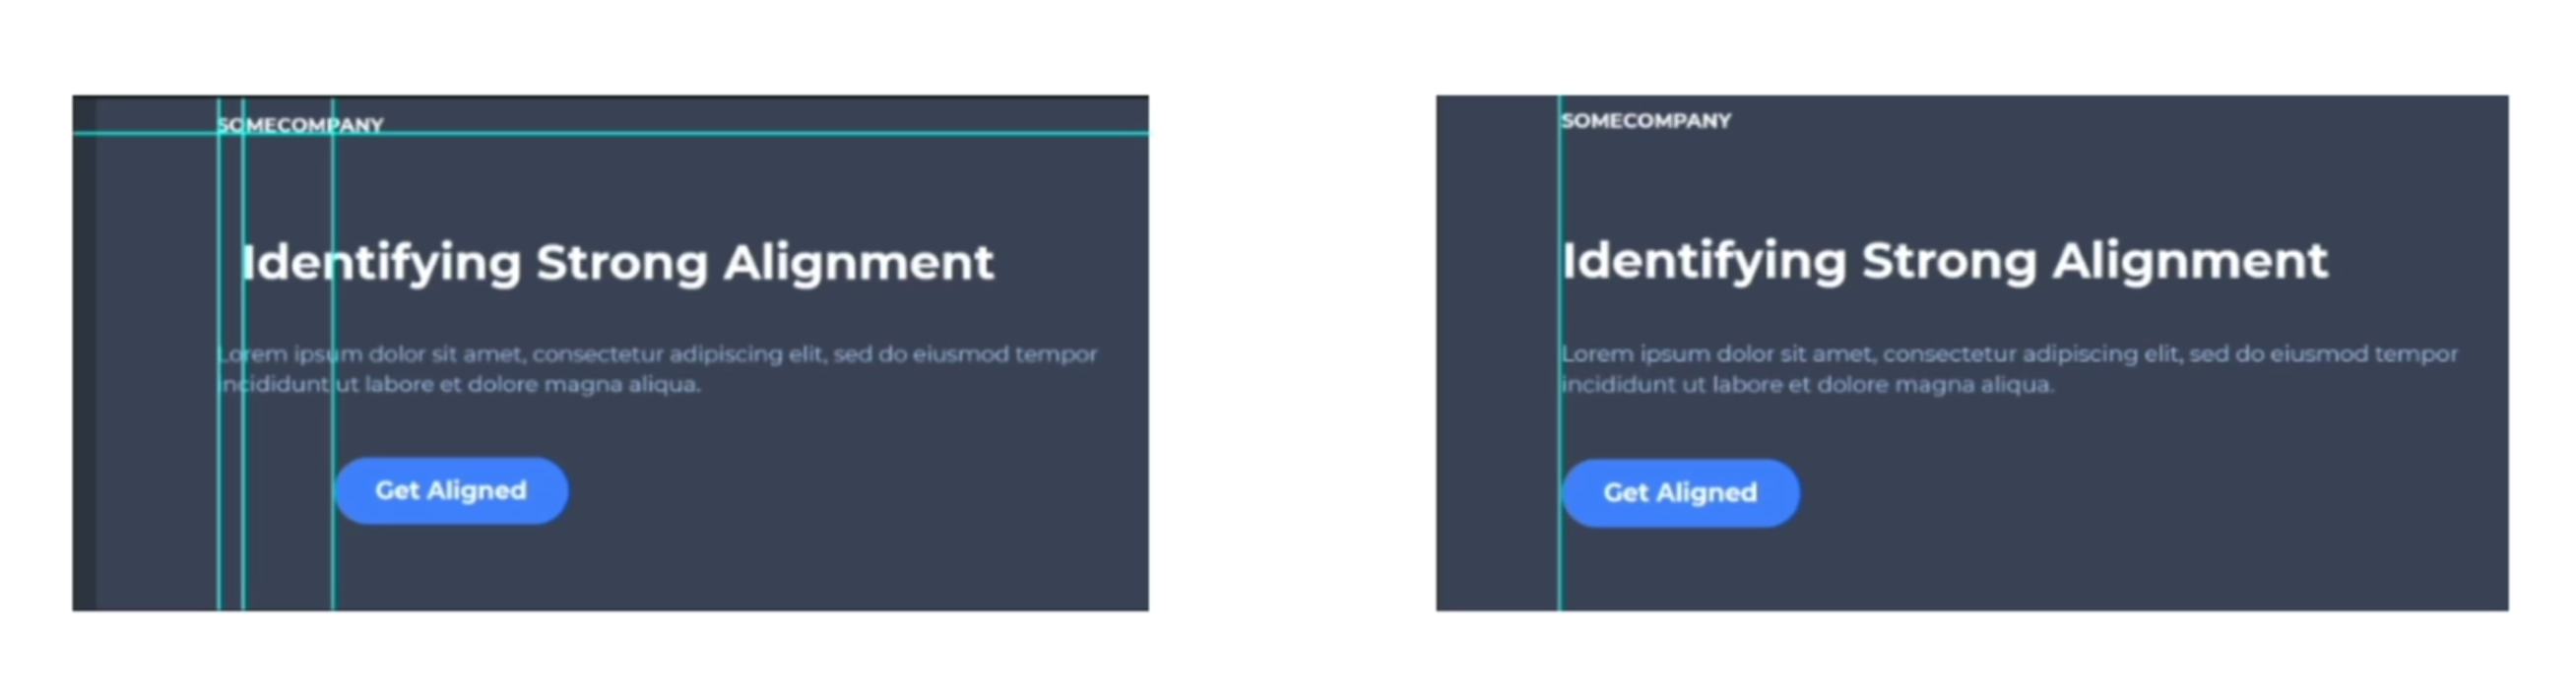 SOMECOMPANY
Identifying Strong Alignment
Lorem ipsum dolor sit amet, consectetur adipiscing elit, sed do eiusmod tempor
incididunt ut labore et dolore magna aliqua.
Get Aligned
SOMECOMPANY
Identifying Strong Alignment
Lorem ipsum dolor sit amet, consectetur adipiscing elit, sed do eiusmod tempor
incididunt ut labore et dolore magna aliqua.
Get Aligned